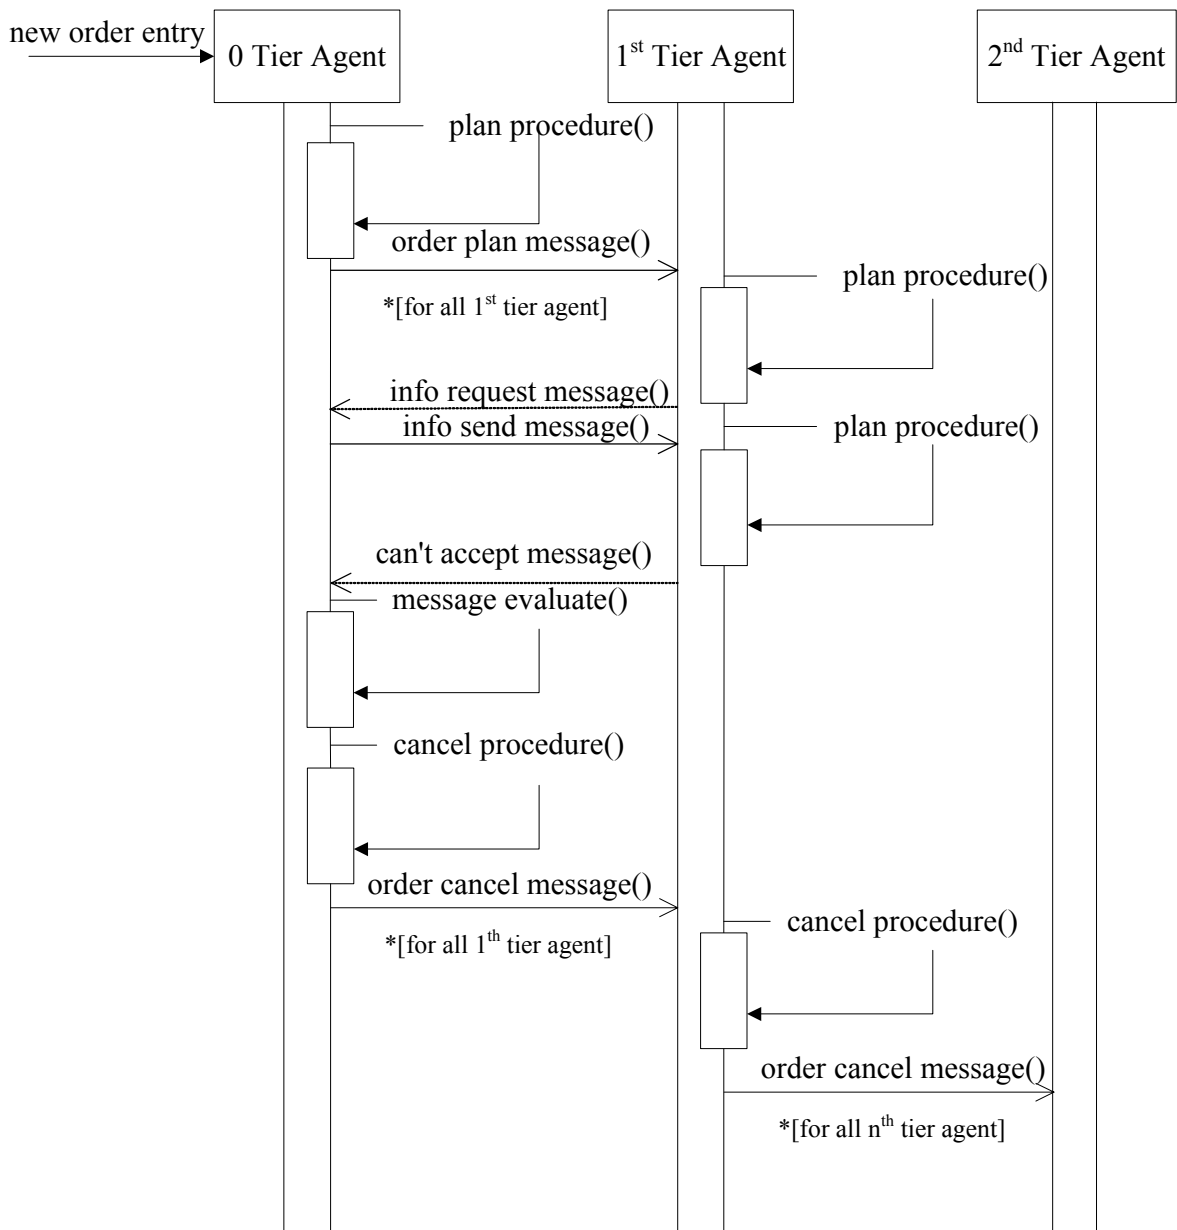 new order entry
0 Tier Agent
1st Tier Agent
2nd Tier Agent
plan procedure()
order plan message()
*[for all 1st tier agent]
plan procedure()
info request message()
info send message()
plan procedure()
can't accept message()
message evaluate()
cancel procedure()
order cancel message()
*[for all 1th tier agent]
cancel procedure()
order cancel message()
*[for all nth tier agent]